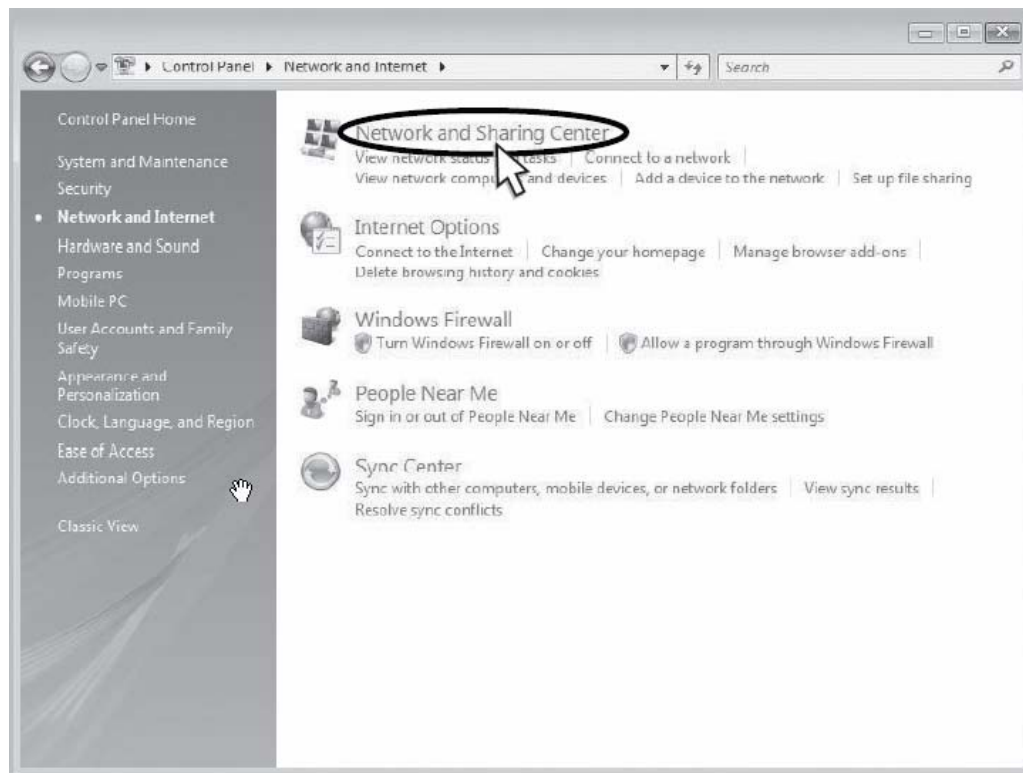 Control Panel Network and Internet Search
Control Panel Home
System and Maintenance
Security
Network and Internet
Hardware and Sound
Programs
Mobile PC
User Accounts and Family
Safety
Appearance and
Personalization
Clock, Language, and Region
Ease of Access
Additional Options
Classic View
Network and Sharing Center
View network status tasks Connect to a network
View network and devices Add a device to the network Set up file sharing
Internet Options
Connect to the Internet Change your homepage Manage browser add-ons
Delete browsing history and cookies
Windows Firewall
Turn Windows Firewall on or off Allow a program through Windows Firewall
People Near Me
Sign in or out of People Near Me Change People Near Me settings
Sync Center
Sync with other computers, mobile devices, or network folders View sync results
Resolve sync conflicts